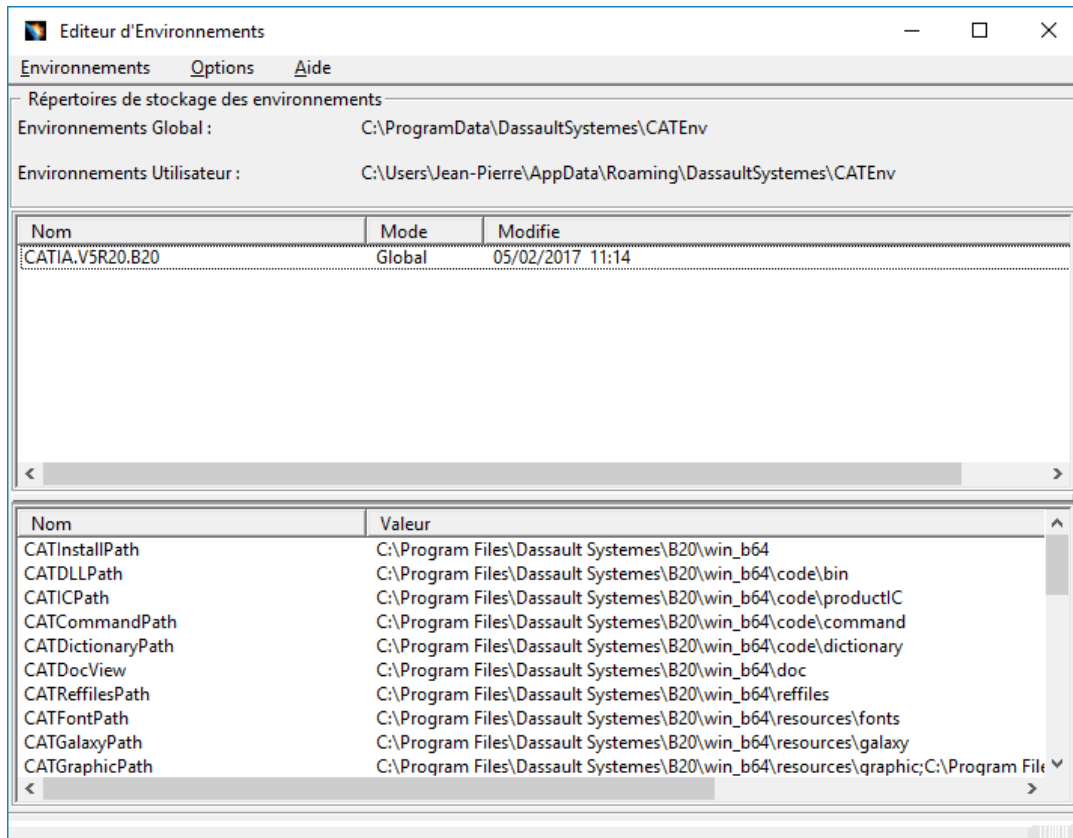 Editeur d'Environnements
Environnements Options Aide
Répertoires de stockage des environnements
Environnements Global : C:\ProgramData\DassaultSystemes\CATEnv
Environnements Utilisateur : C:\Users\Jean-Pierre\AppData\Roaming\DassaultSystemes\CATEnv
Nom Mode Modifie
CATIA.V5R20.B20 Global 05/02/2017 11:14
Nom Valeur
CATInstallPath C:\Program Files\Dassault Systemes\B20\win_b64
CATDLLPath C:\Program Files\Dassault Systemes\B20\win_b64\code\bin
CATICPath C:\Program Files\Dassault Systemes\B20\win_b64\code\productIC
CATCommandPath C:\Program Files\Dassault Systemes\B20\win_b64\code\command
CATDictionaryPath C:\Program Files\Dassault Systemes\B20\win_b64\code\dictionary
CATDocView C:\Program Files\Dassault Systemes\B20\win_b64\doc
CATReffilesPath C:\Program Files\Dassault Systemes\B20\win_b64\reffiles
CATFontPath C:\Program Files\Dassault Systemes\B20\win_b64\resources\fonts
CATGalaxyPath C:\Program Files\Dassault Systemes\B20\win_b64\resources\galaxy
CATGraphicPath C:\Program Files\Dassault Systemes\B20\win_b64\resources\graphic;C:\Program File